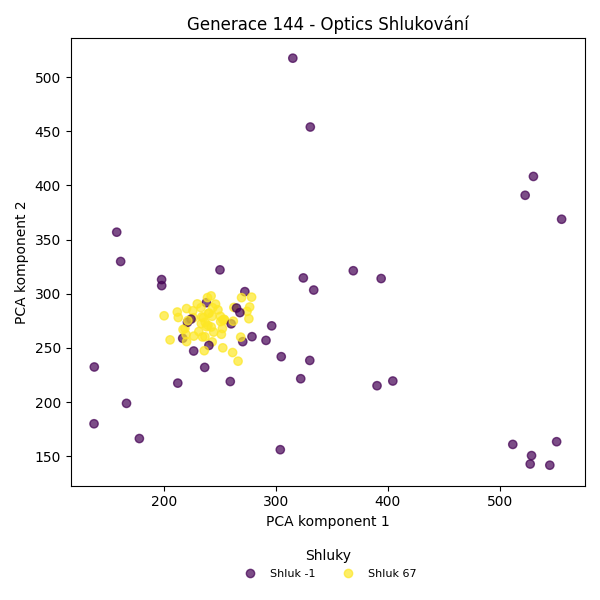 Generace 144 - Optics Shlukování
PCA komponent 2
500
450
400
350
300
250
200
150
200 300 400 500
PCA komponent 1
Shluky
Shluk -1 Shluk 67